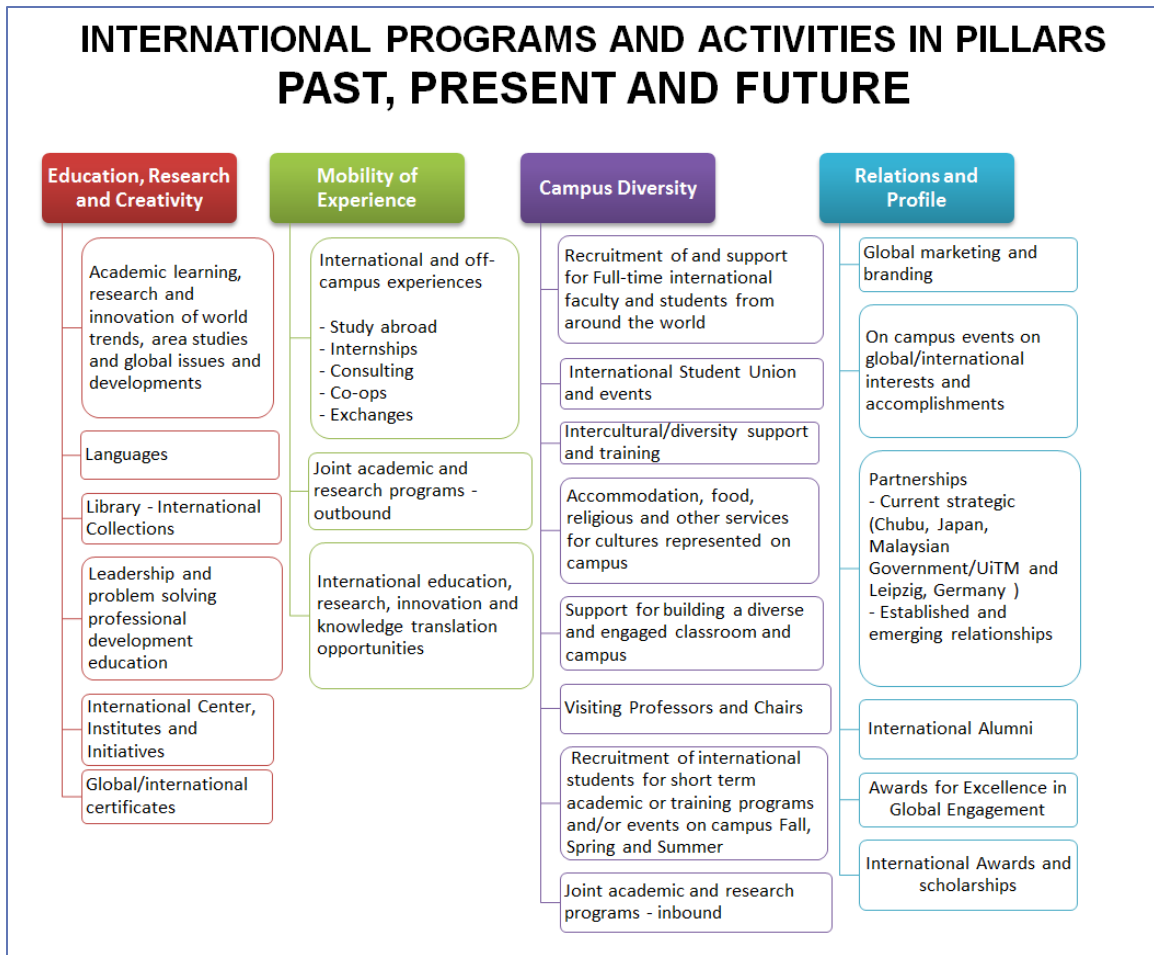 INTERNATIONAL PROGRAMS AND ACTIVITIES IN PILLARS
PAST, PRESENT AND FUTURE
Education, Research
and Creativity
Academic learning,
research and
innovation of world
trends, area studies
and global issues and
developments
Languages
Library - International
Collections
Leadership and
problem solving
professional
development
education
International Center,
Institutes and
Initiatives
Global/international
certificates
Mobility of
Experience
International and off-
campus experiences
- Study abroad
- Internships
- Consulting
- Co-ops
- Exchanges
Joint academic and
research programs -
outbound
International education,
research, innovation and
knowledge translation
opportunities
Campus Diversity
Recruitment of and support
for Full-time international
faculty and students from
around the world
International Student Union
and events
Intercultural/diversity support
and training
Accommodation, food,
religious and other services
for cultures represented on
campus
Support for building a diverse
and engaged classroom and
campus
Visiting Professors and Chairs
Recruitment of international
students for short term
academic or training programs
and/or events on campus Fall,
Spring and Summer
Joint academic and research
programs - inbound
Relations and
Profile
Global marketing and
branding
On campus events on
global/international
interests and
accomplishments
Partnerships
- Current strategic
(Chubu, Japan,
Malaysian
Government/UiTM and
Leipzig, Germany )
- Established and
emerging relationships
International Alumni
Awards for Excellence in
Global Engagement
International Awards and
scholarships